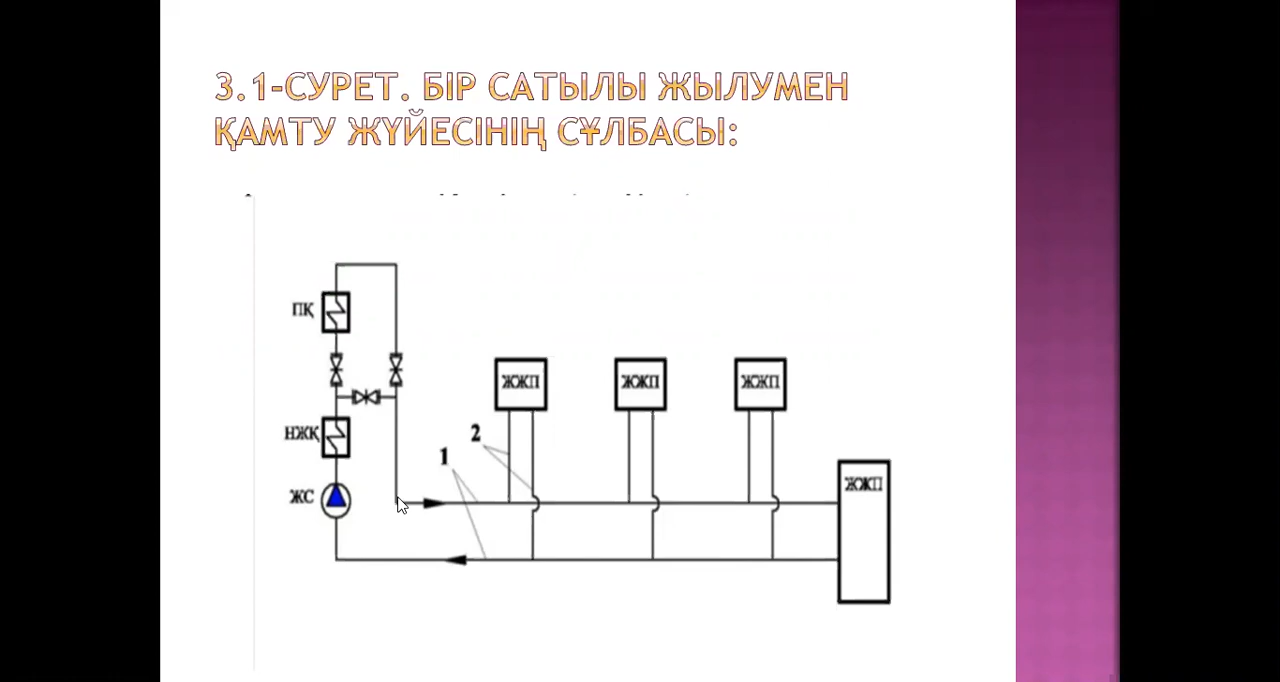 3.1-СУРЕТ. БІР САТЫЛЫ ЖЫЛУМЕН
ҚАМТУ ЖҮЙЕСІНІҢ СҰЛБАСЫ:
ПҚ
ЖЖП
ЖЖП
ЖЖП
НЖҚ
2
1
ЖЖП
ЖС